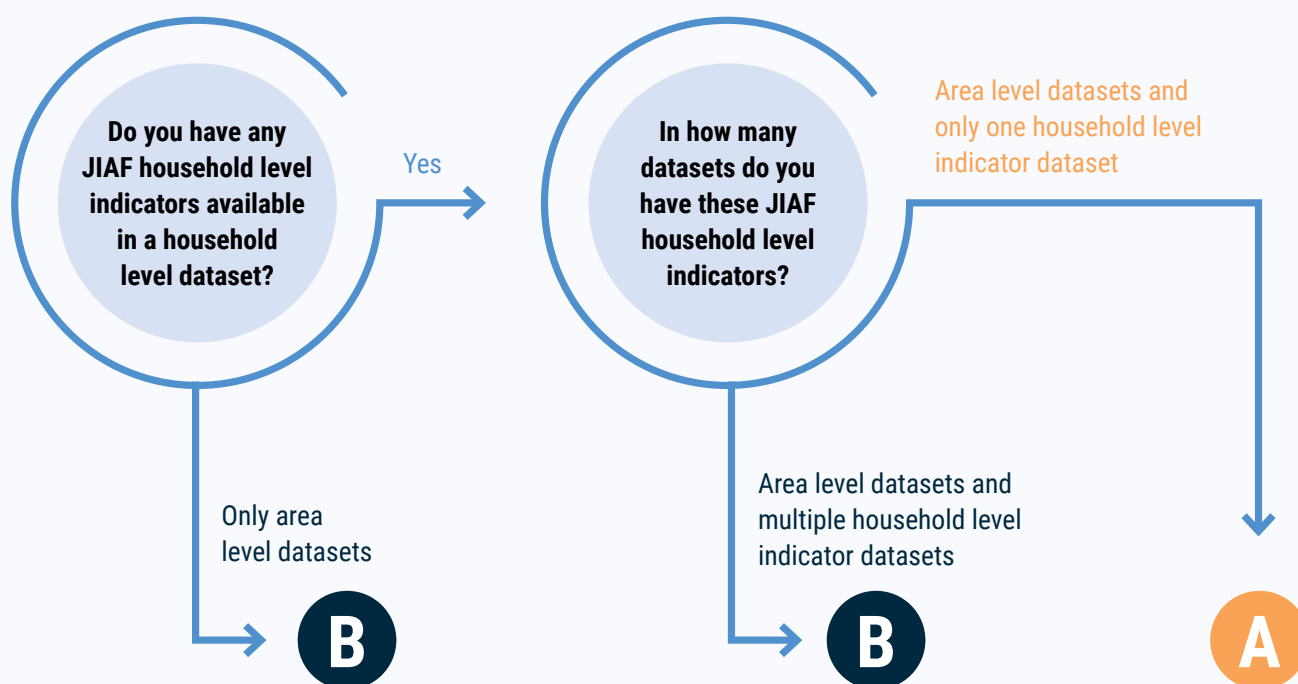 Do you have any
JIAF household level
indicators available
in a household
level dataset?
Yes
In how many
datasets do you
have these JIAF
household level
indicators?
Area level datasets and
only one household level
indicator dataset
Only area
level datasets
B
Area level datasets and
multiple household level
indicator datasets
B
A